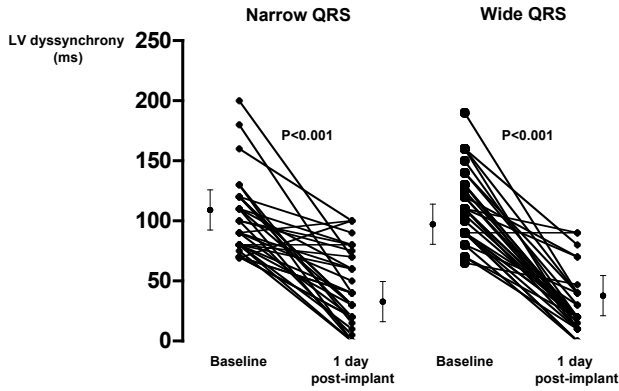 Narrow QRS
Wide QRS
LV dyssynchrony
(ms)
250
200
150
100
50
0
P<0.001
P<0.001
Baseline
1 day
post-implant
Baseline
1 day
post-implant